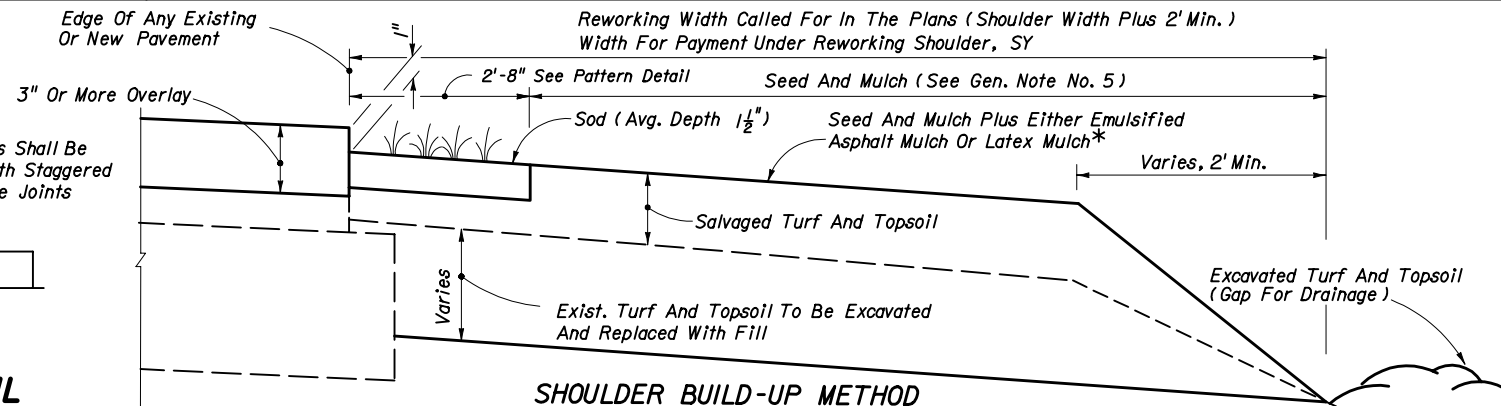 Edge Of Any Existing
Or New Pavement
1"
Reworking Width Called For In The Plans (Shoulder Width Plus 2' Min.)
Width For Payment Under Reworking Shoulder, SY
2'-8" See Pattern Detail
Seed And Mulch (See Gen. Note No. 5)
3" Or More Overlay
Sod (Avg. Depth 1½")
Seed And Mulch Plus Either Emulsified
Asphalt Mulch Or Latex Mulch*
s Shall Be
th Staggered
e Joints
Varies, 2' Min.
Salvaged Turf And Topsoil
Varies
Exist. Turf And Topsoil To Be Excavated
And Replaced With Fill
Excavated Turf And Topsoil
(Gap For Drainage)
IL
SHOULDER BUILD-UP METHOD